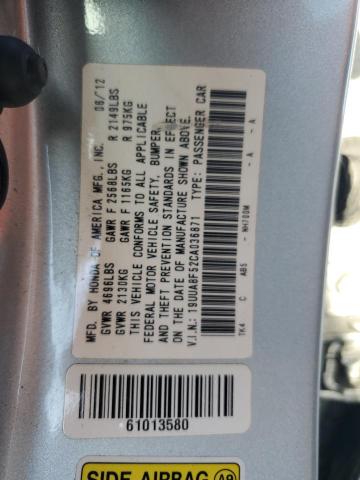 MFD. BY HONDA OF AMERICA MFG., INC. 06/12
GVWR 4696LBS GAWR F 2568LBS R 2149LBS
GVWR 2130KG GAWR F 1165KG R 975KG
THIS VEHICLE CONFORMS TO ALL APPLICABLE
FEDERAL MOTOR VEHICLE SAFETY, BUMPER,
AND THEFT PREVENTION STANDARDS IN EFFECT
ON THE DATE OF MANUFACTURE SHOWN ABOVE.
V.I.N.: 19UUA8F52CA036871 TYPE: PASSENGER CAR
TK4 C AB5 - NH700M - A - A
61013580
SIDE AIRBAG